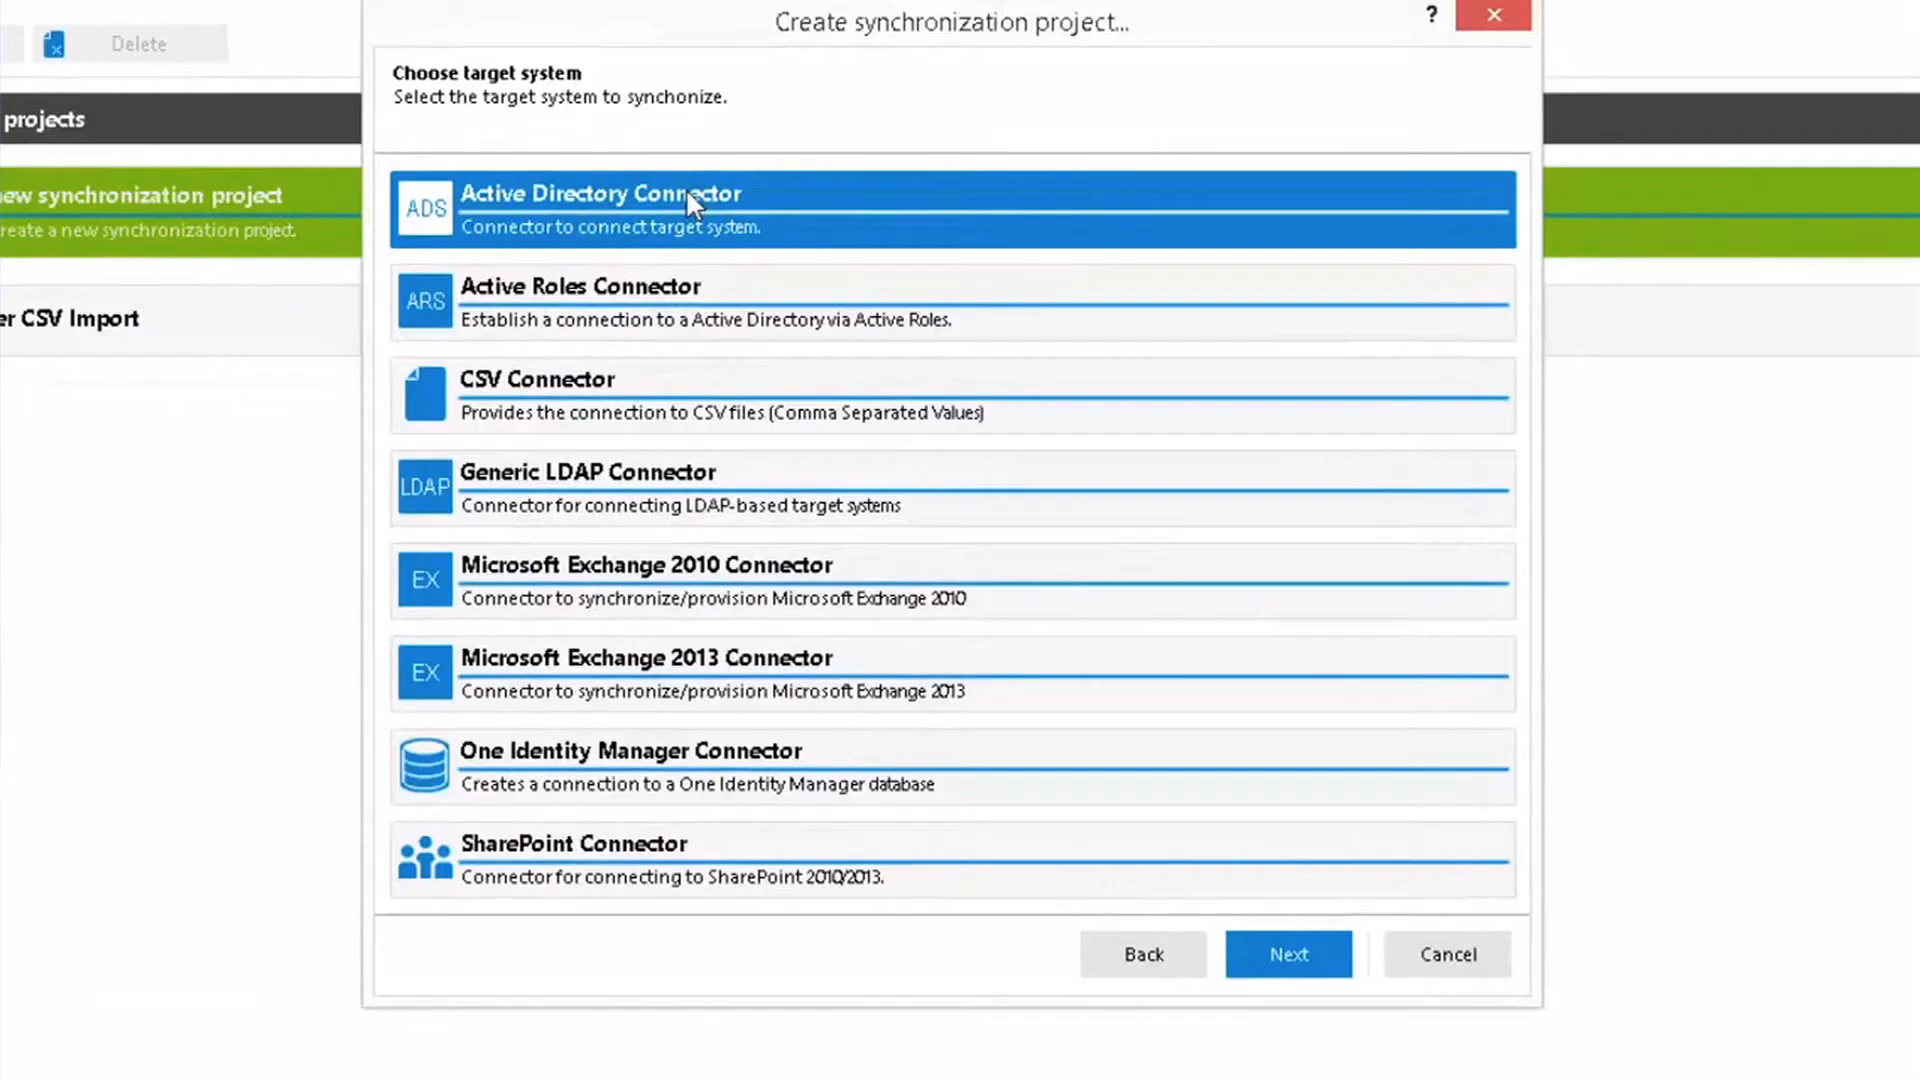 Create synchronization project...
?
Delete
Choose target system
Select the target system to synchonize.
projects
new synchronization project
reate a new synchronization project.
er CSV Import
ADS
Active Directory Connector
Connector to connect target system.
ARS
Active Roles Connector
Establish a connection to a Active Directory via Active Roles.
CSV Connector
Provides the connection to CSV files (Comma Separated Values)
LDAP
Generic LDAP Connector
Connector for connecting LDAP-based target systems
EX
Microsoft Exchange 2010 Connector
Connector to synchronize/provision Microsoft Exchange 2010
EX
Microsoft Exchange 2013 Connector
Connector to synchronize/provision Microsoft Exchange 2013
One Identity Manager Connector
Creates a connection to a One Identity Manager database
SharePoint Connector
Connector for connecting to SharePoint 2010/2013.
Back
Next
Cancel